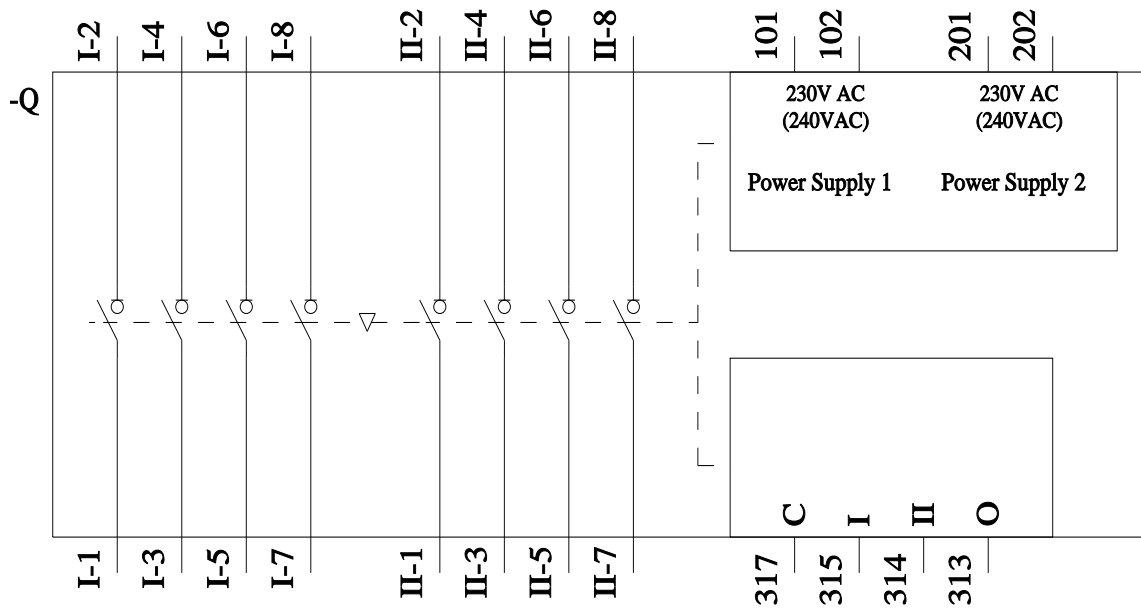 I-2
I-4
I-6
I-8
II-2
II-4
II-6
II-8
101
102
201
202
-Q
230V AC
(240VAC)
230V AC
(240VAC)
Power Supply 1
Power Supply 2
C
I
II
O
I-1
I-3
I-5
I-7
II-1
II-3
II-5
II-7
317
315
314
313